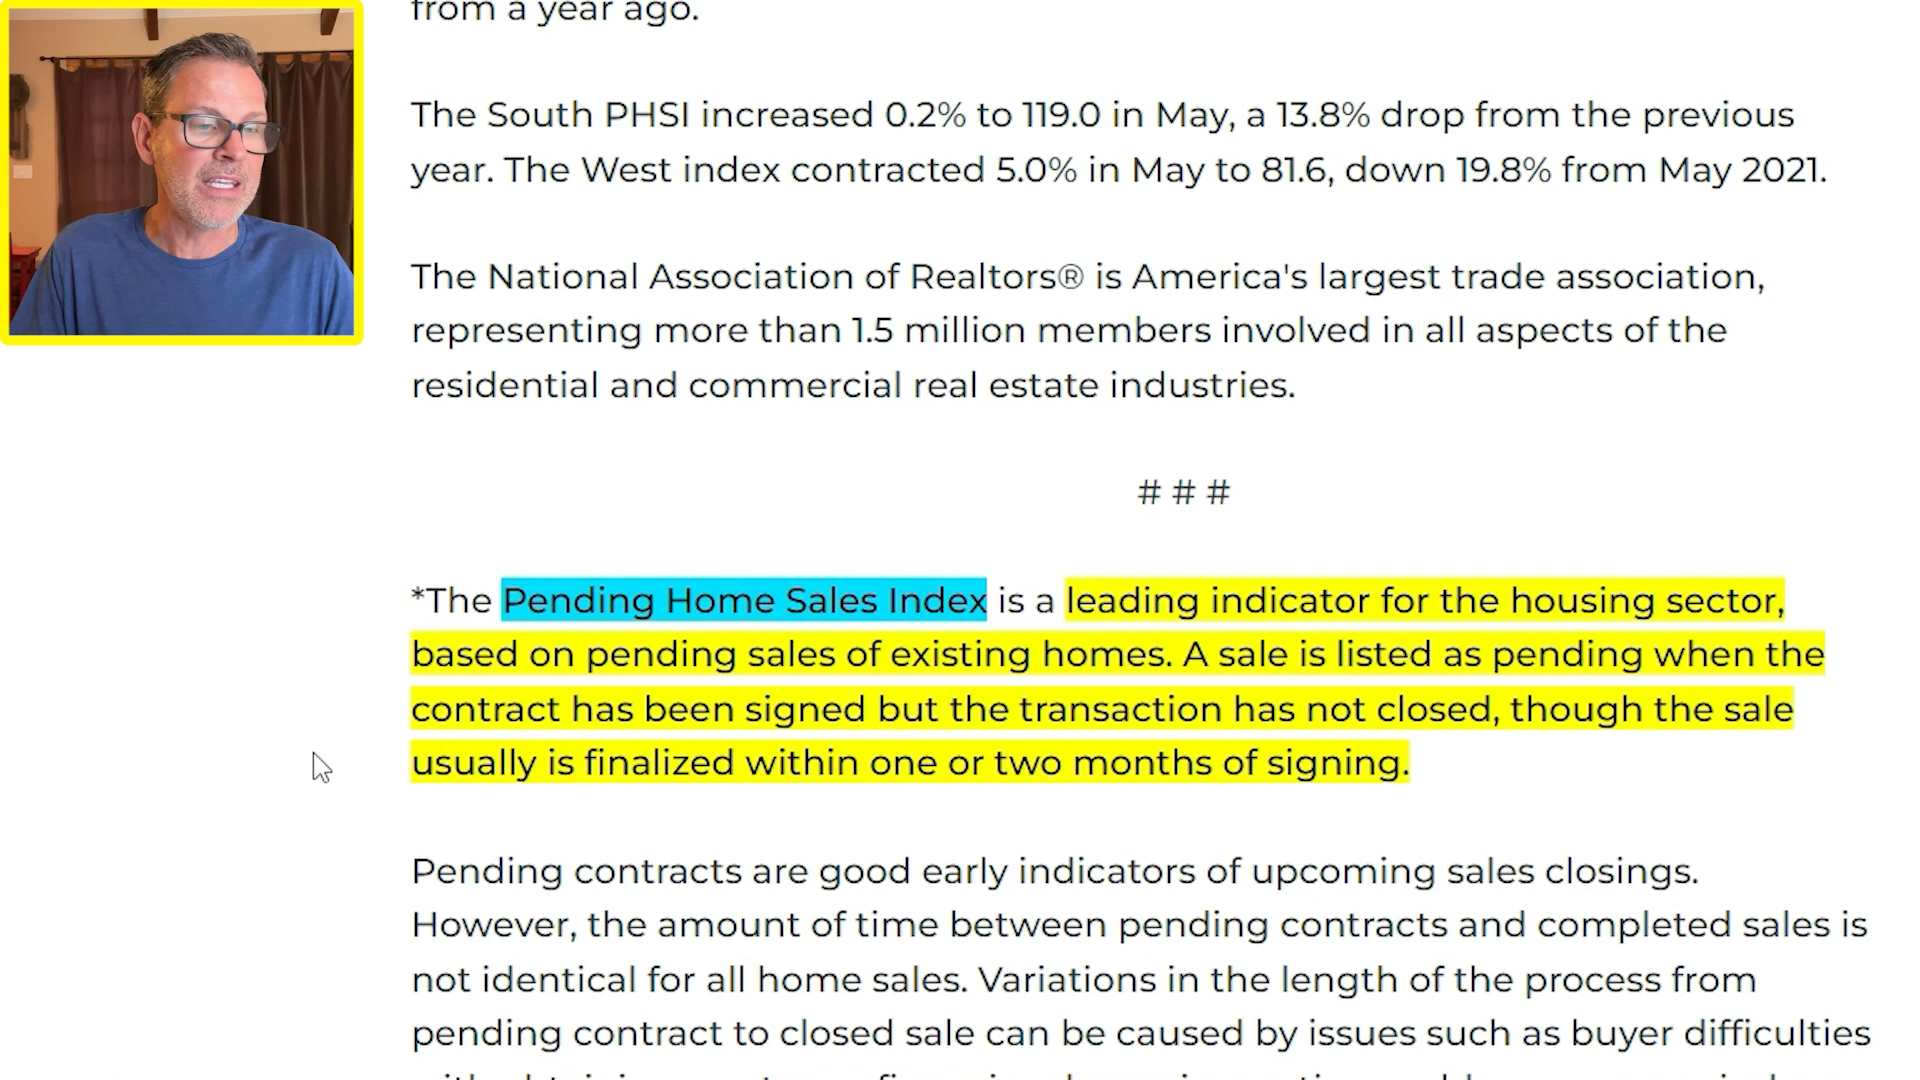 from a year ago.
The South PHSI increased 0.2% to 119.0 in May, a 13.8% drop from the previous
year. The West index contracted 5.0% in May to 81.6, down 19.8% from May 2021.
The National Association of Realtors® is America's largest trade association,
representing more than 1.5 million members involved in all aspects of the
residential and commercial real estate industries.
# # #
*The Pending Home Sales Index is a leading indicator for the housing sector,
based on pending sales of existing homes. A sale is listed as pending when the
contract has been signed but the transaction has not closed, though the sale
usually is finalized within one or two months of signing.
Pending contracts are good early indicators of upcoming sales closings.
However, the amount of time between pending contracts and completed sales is
not identical for all home sales. Variations in the length of the process from
pending contract to closed sale can be caused by issues such as buyer difficulties